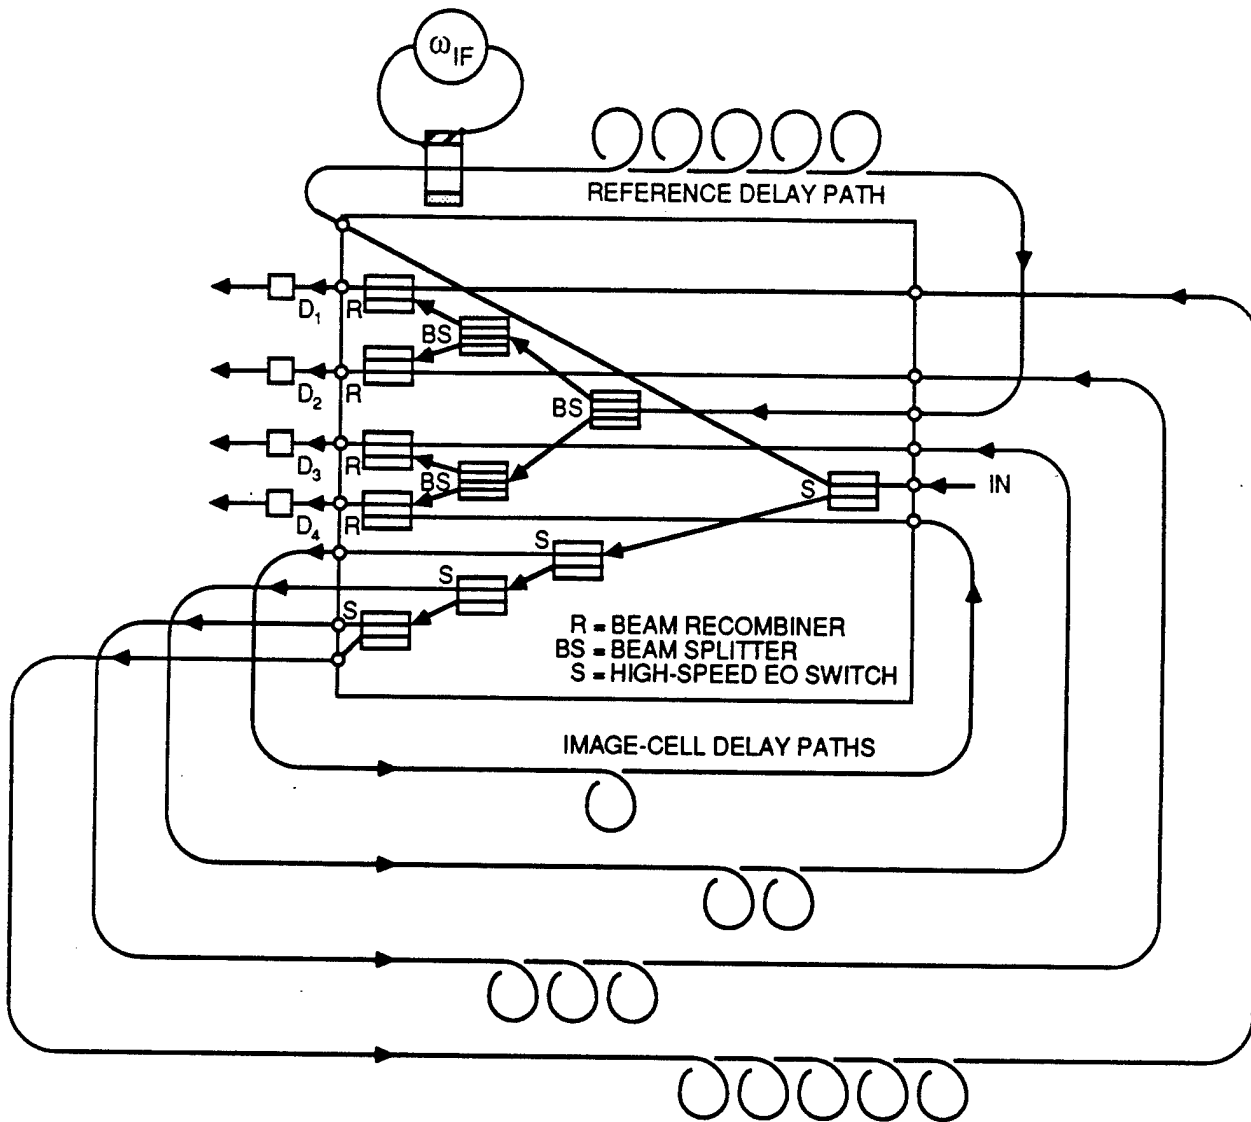 ω_IF
REFERENCE DELAY PATH
D₁ R
BS
D₂ R
BS
D₃ R
BS
S
IN
D₄ R
S
S
S
R = BEAM RECOMBINER
BS = BEAM SPLITTER
S = HIGH-SPEED EO SWITCH
IMAGE-CELL DELAY PATHS